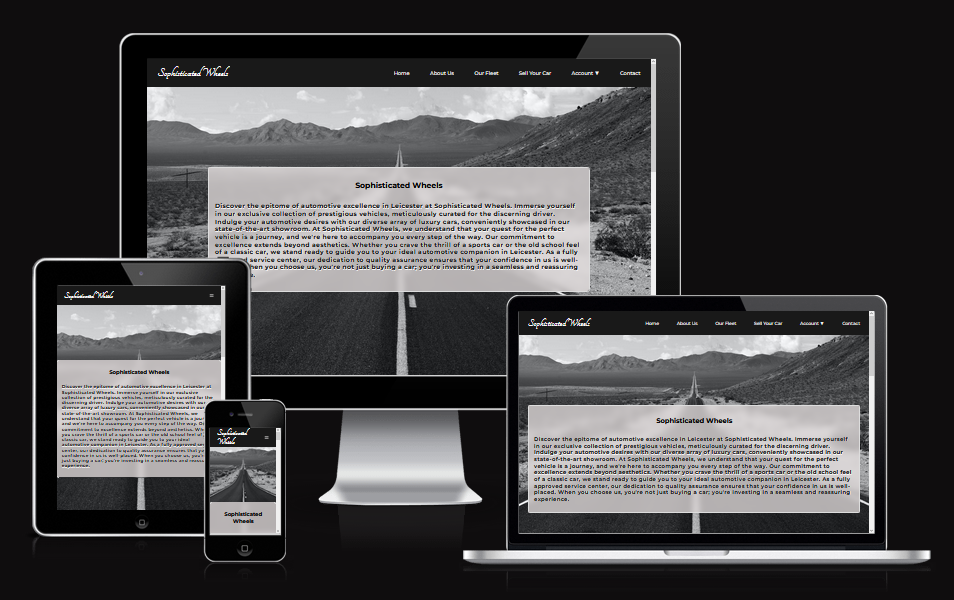 Sophisticated Wheels
Home About Us Our Fleet Sell Your Car Account ▼ Contact
Sophisticated Wheels
Discover the epitome of automotive excellence in Leicester at Sophisticated Wheels. Immerse yourself
in our exclusive collection of prestigious vehicles, meticulously curated for the discerning driver.
Indulge your automotive desires with our diverse array of luxury cars, conveniently showcased in our
state-of-the-art showroom. At Sophisticated Wheels, we understand that your quest for the perfect
vehicle is a journey, and we're here to accompany you every step of the way. Our commitment to
excellence extends beyond aesthetics. Whether you crave the thrill of a sports car or the old school feel
of a classic car, we stand ready to guide you to your ideal automotive companion in Leicester. As a fully
service center, our dedication to quality assurance ensures that your confidence in us is well-
hen you choose us, you're not just buying a car; you're investing in a seamless and reassuring
Sophisticated Wheels
Sophisticated Wheels
Discover the epitome of automotive excellence in Leicester at
Sophisticated Wheels. Immerse yourself in our exclusive
collection of prestigious vehicles, meticulously curated for the
discerning driver. Indulge your automotive desires with our
diverse array of luxury cars, conveniently showcased in our
state-of-the-art showroom. At Sophisticated Wheels, we
understand that your quest for the perfect vehicle is a
and we're here to accompany you every step of the way.
commitment to excellence extends beyond aesthetics.
you crave the thrill of a sports car or the old school feel of
classic car, we stand ready to guide you to your ideal
automotive companion in Leicester. As a fully approved
center, our dedication to quality assurance ensures that
confidence in us is well-placed. When you choose us,
just buying a car; you're investing in a seamless and
experience.
Sophisticated
Wheels
Sophisticated
Wheels
Sophisticated Wheels
Home About Us Our Fleet Sell Your Car Account ▼ Contact
Sophisticated Wheels
Discover the epitome of automotive excellence in Leicester at Sophisticated Wheels. Immerse yourself
in our exclusive collection of prestigious vehicles, meticulously curated for the discerning driver.
Indulge your automotive desires with our diverse array of luxury cars, conveniently showcased in our
state-of-the-art showroom. At Sophisticated Wheels, we understand that your quest for the perfect
vehicle is a journey, and we're here to accompany you every step of the way. Our commitment to
excellence extends beyond aesthetics. Whether you crave the thrill of a sports car or the old school feel
of a classic car, we stand ready to guide you to your ideal automotive companion in Leicester. As a fully
approved service center, our dedication to quality assurance ensures that your confidence in us is well-
placed. When you choose us, you're not just buying a car; you're investing in a seamless and reassuring
experience.